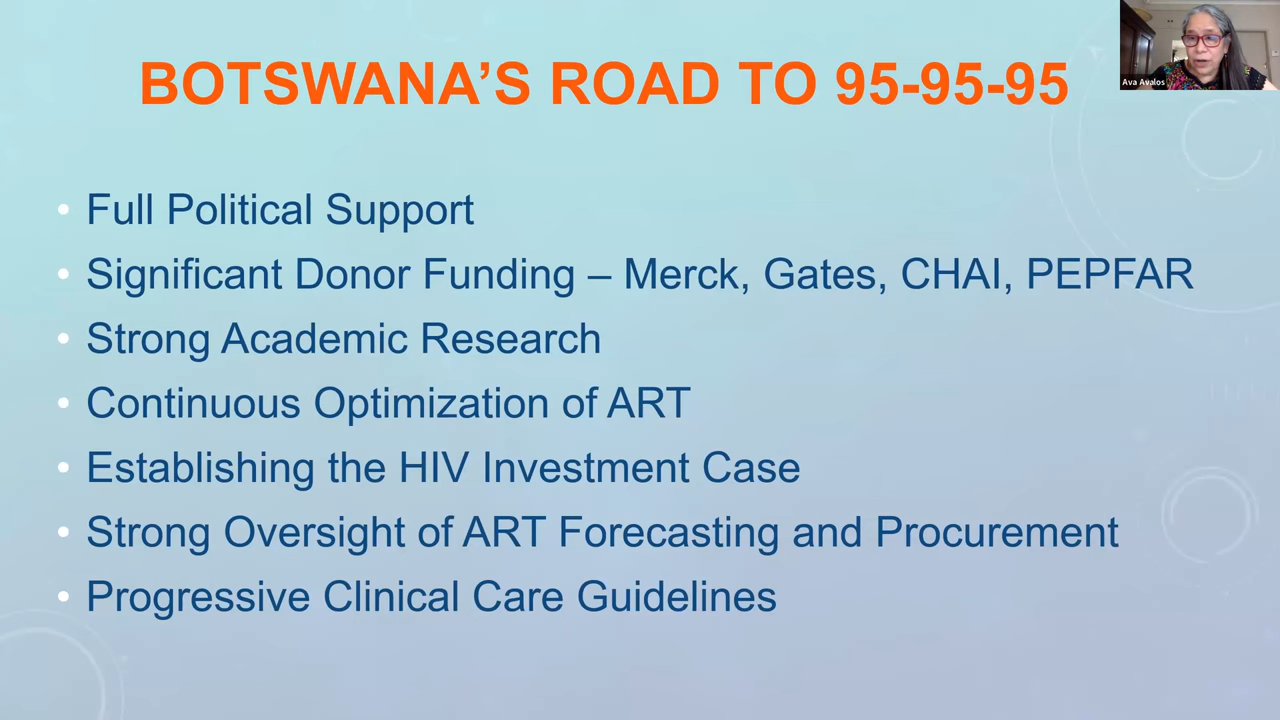 BOTSWANA’S ROAD TO 95-95-95
Ava Avalos
• Full Political Support
• Significant Donor Funding – Merck, Gates, CHAI, PEPFAR
• Strong Academic Research
• Continuous Optimization of ART
• Establishing the HIV Investment Case
• Strong Oversight of ART Forecasting and Procurement
• Progressive Clinical Care Guidelines